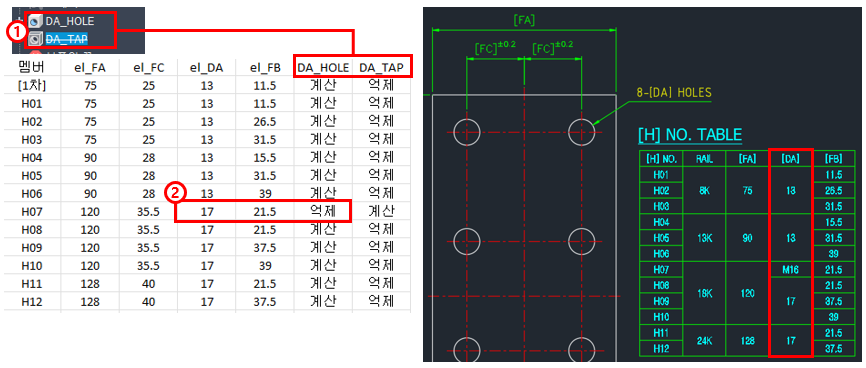 1
DA_HOLE
DA_TAP
멤버 el_FA el_FC el_DA el_FB DA_HOLE DA_TAP
[1차] 75 25 13 11.5 계산 억제
H01 75 25 13 11.5 계산 억제
H02 75 25 13 26.5 계산 억제
H03 75 25 13 31.5 계산 억제
H04 90 28 13 15.5 계산 억제
H05 90 28 13 31.5 계산 억제
H06 90 28 13 39 계산 억제
2
H07 120 35.5 17 21.5 억제 계산
H08 120 35.5 17 21.5 계산 억제
H09 120 35.5 17 37.5 계산 억제
H10 120 35.5 17 39 계산 억제
H11 128 40 17 21.5 계산 억제
H12 128 40 17 37.5 계산 억제
[FA]
[FC]±0.2 [FC]±0.2
8-[DA] HOLES
[H] NO. TABLE
[H] NO. RAIL [FA] [DA] [FB]
H01 11.5
H02 8K 75 13 26.5
H03 31.5
H04 15.5
H05 13K 90 13 31.5
H06 39
H07 M16 21.5
H08 21.5
H09 18K 120 17 37.5
H10 39
H11 21.5
24K 128 17
H12 37.5